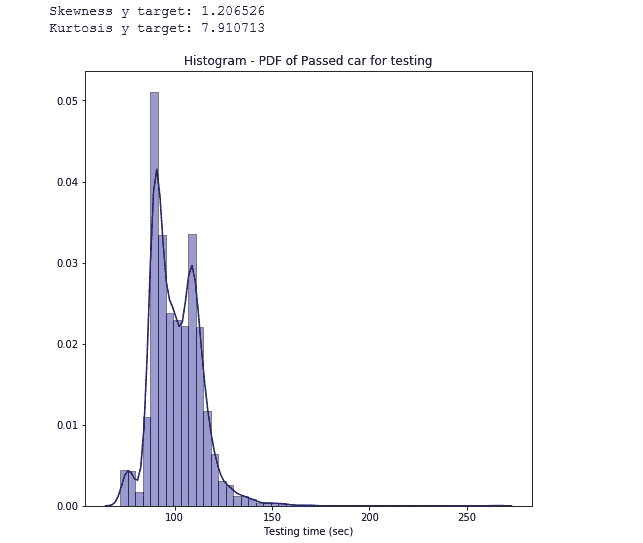 Skewness y target: 1.206526
Kurtosis y target: 7.910713
Histogram - PDF of Passed car for testing
0.05
0.04
0.03
0.02
0.01
0.00
100 150 200 250
Testing time (sec)